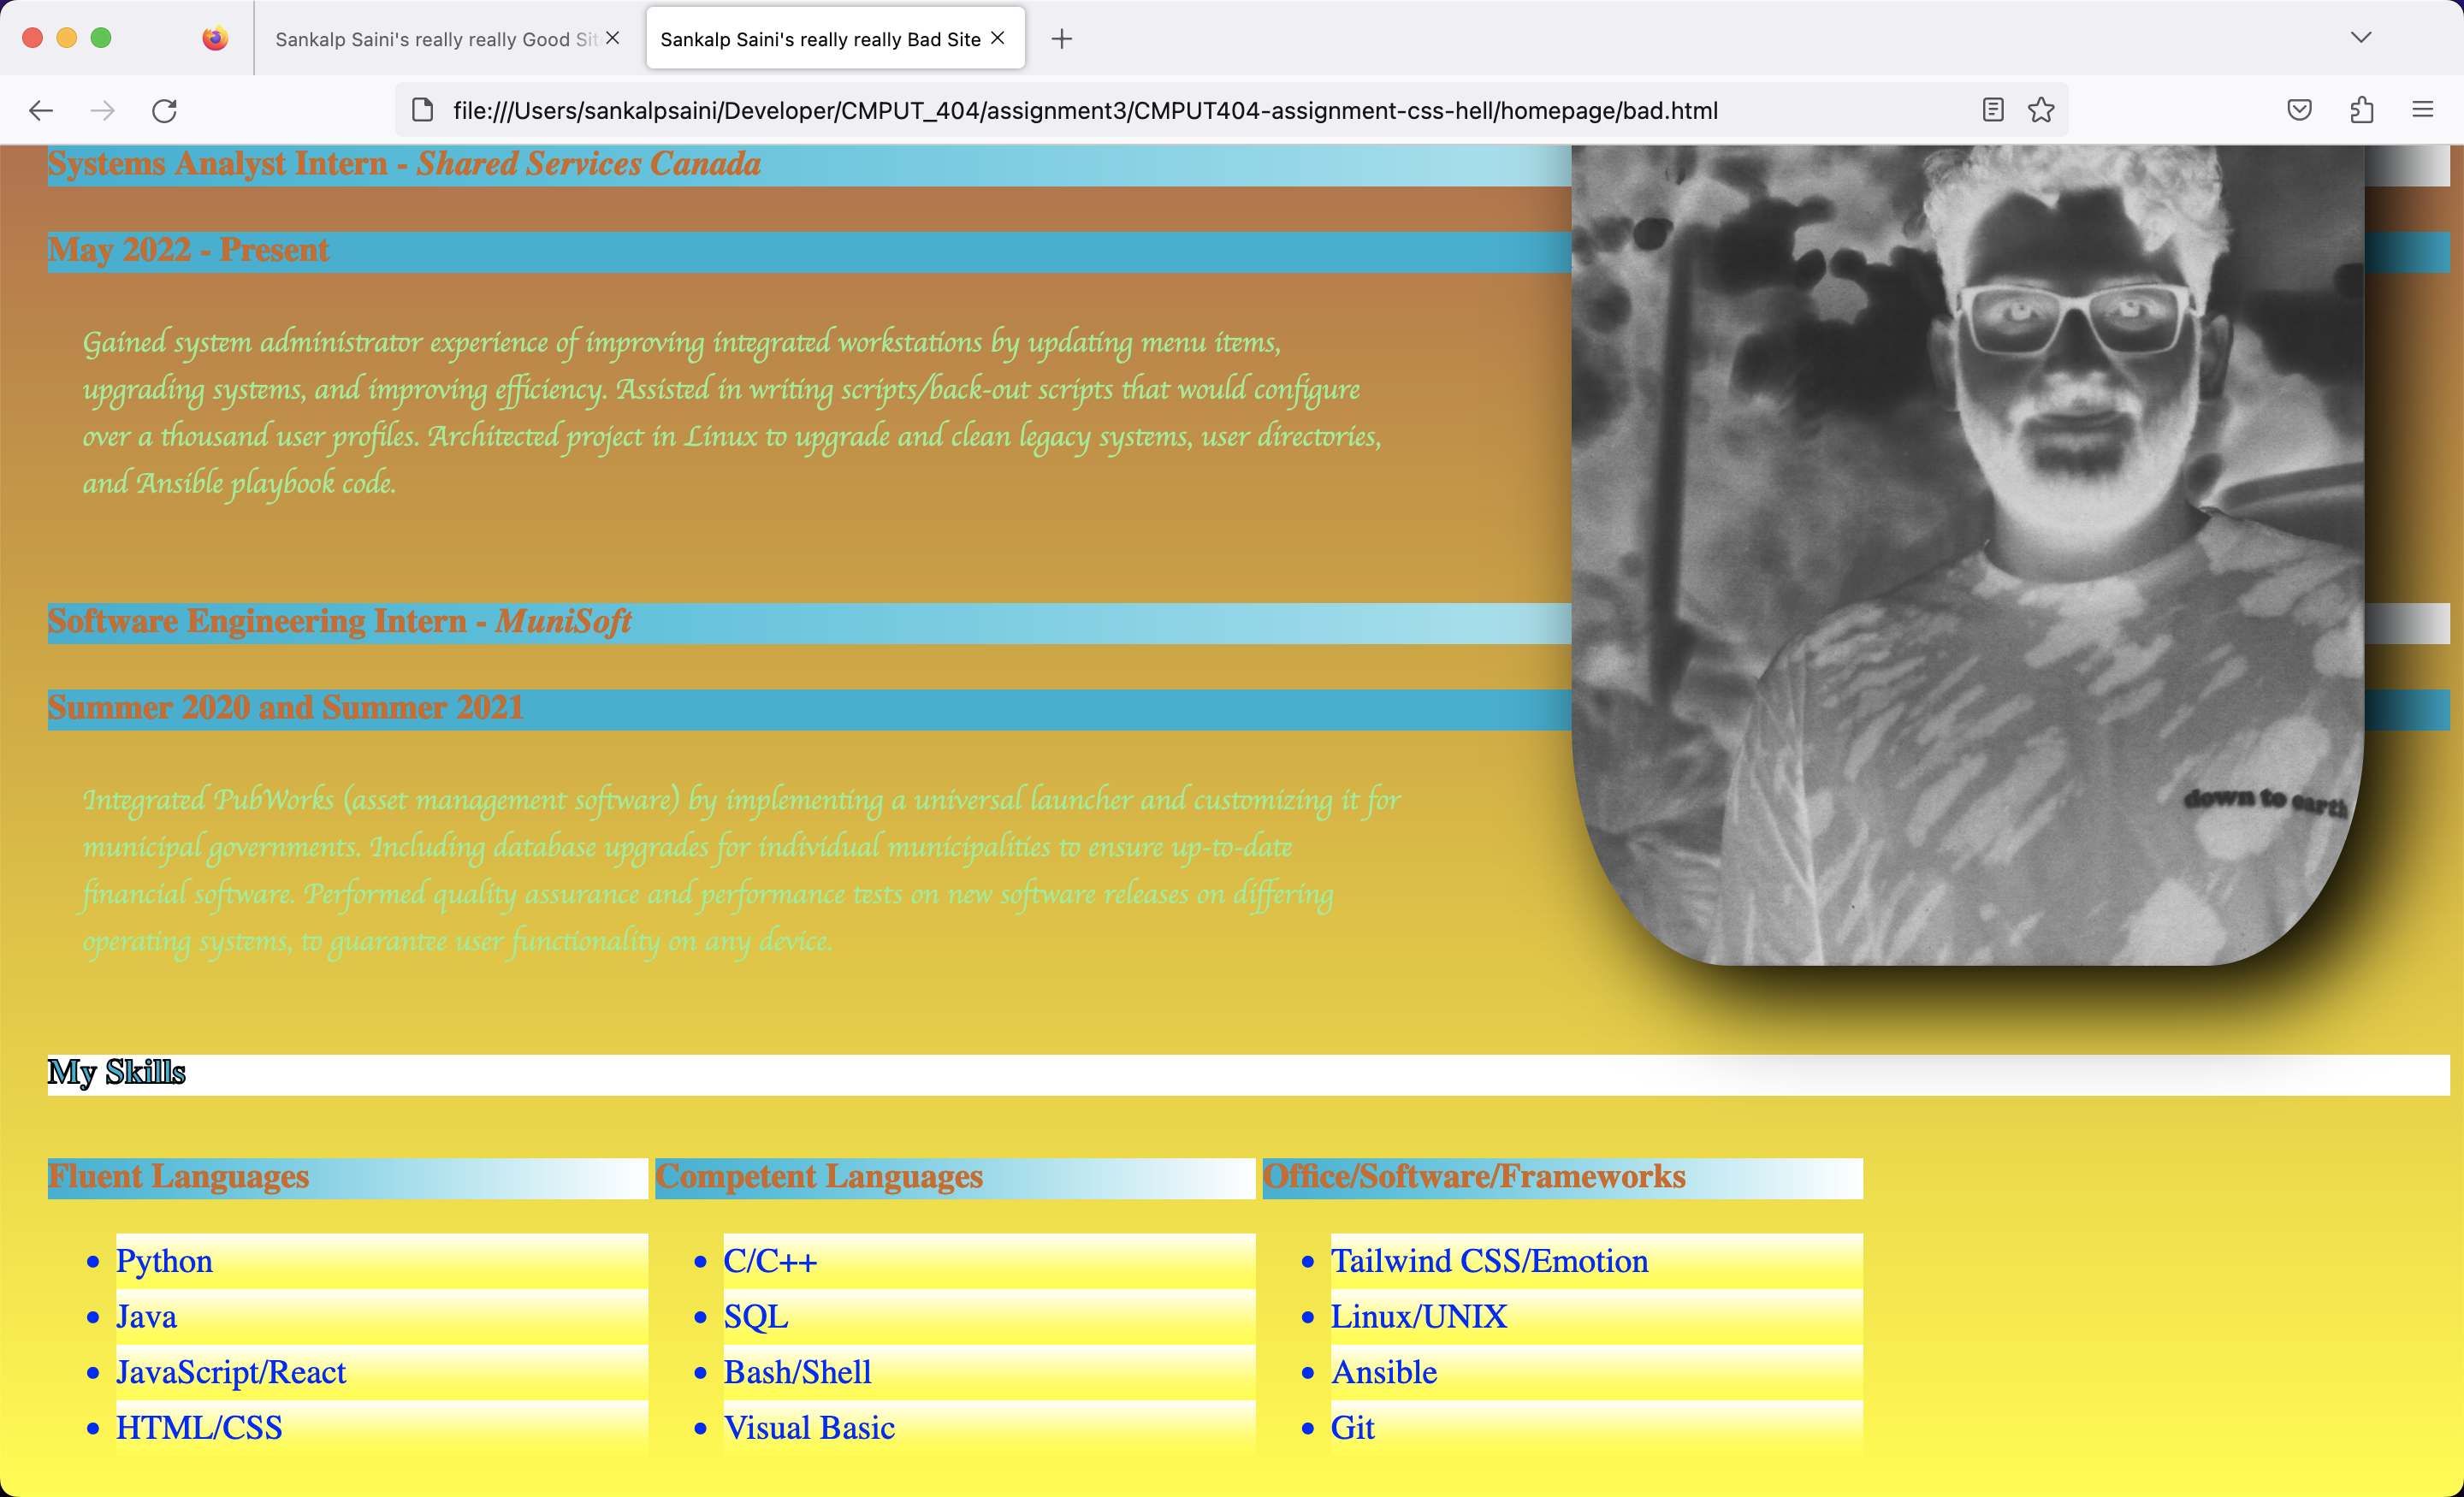 Sankalp Saini's really really Good Sit
Sankalp Saini's really really Bad Site
file:///Users/sankalpsaini/Developer/CMPUT_404/assignment3/CMPUT404-assignment-css-hell/homepage/bad.html
Systems Analyst Intern - Shared Services Canada
May 2022 - Present
Gained system administrator experience of improving integrated workstations by updating menu items,
upgrading systems, and improving efficiency. Assisted in writing scripts/back-out scripts that would configure
over a thousand user profiles. Architected project in Linux to upgrade and clean legacy systems, user directories,
and Ansible playbook code.
Software Engineering Intern - MuniSoft
Summer 2020 and Summer 2021
Integrated PubWorks (asset management software) by implementing a universal launcher and customizing it for
municipal governments. Including database upgrades for individual municipalities to ensure up-to-date
financial software. Performed quality assurance and performance tests on new software releases on differing
operating systems, to guarantee user functionality on any device.
down to earth
My Skills
Fluent Languages
Python
Java
JavaScript/React
HTML/CSS
Competent Languages
C/C++
SQL
Bash/Shell
Visual Basic
Office/Software/Frameworks
Tailwind CSS/Emotion
Linux/UNIX
Ansible
Git